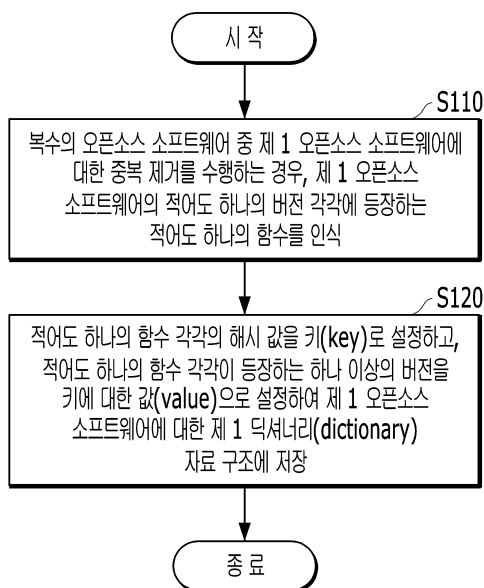 시 작
S110
복수의 오픈소스 소프트웨어 중 제 1 오픈소스 소프트웨어에
대한 중복 제거를 수행하는 경우, 제 1 오픈소스
소프트웨어의 적어도 하나의 버전 각각에 등장하는
적어도 하나의 함수를 인식
S120
적어도 하나의 함수 각각의 해시 값을 키(key)로 설정하고,
적어도 하나의 함수 각각이 등장하는 하나 이상의 버전을
키에 대한 값(value)으로 설정하여 제 1 오픈소스
소프트웨어에 대한 제 1 딕셔너리(dictionary)
자료 구조에 저장
종 료